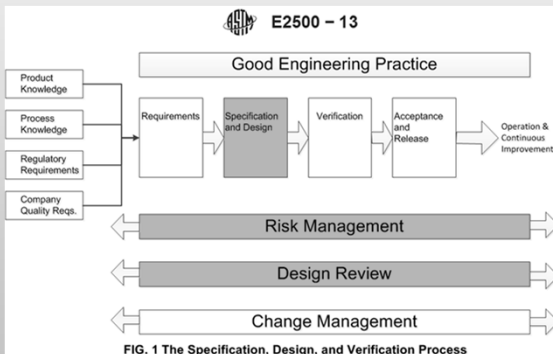 ASTM
E2500 – 13
Good Engineering Practice
Product
Knowledge
Process
Knowledge
Regulatory
Requirements
Company
Quality Reqs.
Requirements
Specification
and Design
Verification
Acceptance
and
Release
Operation &
Continuous
Improvement
Risk Management
Design Review
Change Management
FIG. 1 The Specification, Design, and Verification Process